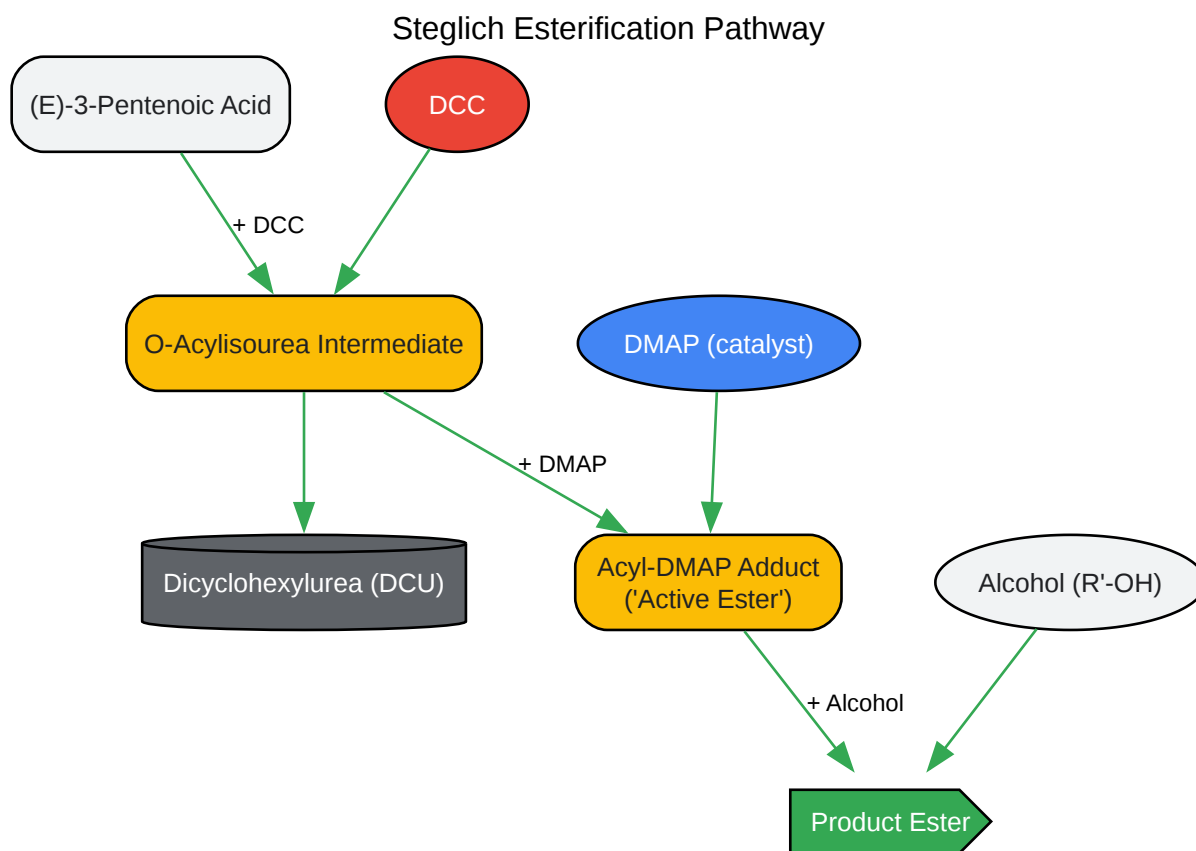 Steglich Esterification Pathway
(E)-3-Pentenoic Acid
DCC
+ DCC
O-Acylisourea Intermediate
DMAP (catalyst)
+ DMAP
Dicyclohexylurea (DCU)
Acyl-DMAP Adduct
('Active Ester')
Alcohol (R'-OH)
+ Alcohol
Product Ester